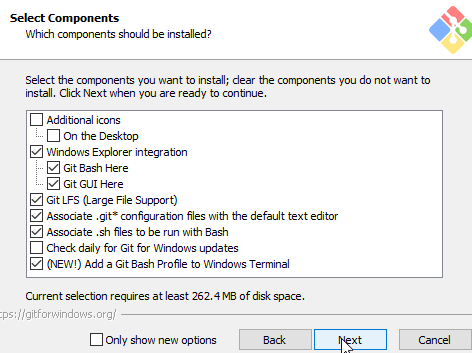 Select Components
Which components should be installed?
Select the components you want to install; clear the components you do not want to
install. Click Next when you are ready to continue.
Additional icons
On the Desktop
Windows Explorer integration
Git Bash Here
Git GUI Here
Git LFS (Large File Support)
Associate .git* configuration files with the default text editor
Associate .sh files to be run with Bash
Check daily for Git for Windows updates
(NEW!) Add a Git Bash Profile to Windows Terminal
Current selection requires at least 262.4 MB of disk space.
tps://gitforwindows.org/
Only show new options
Back
Next
Cancel